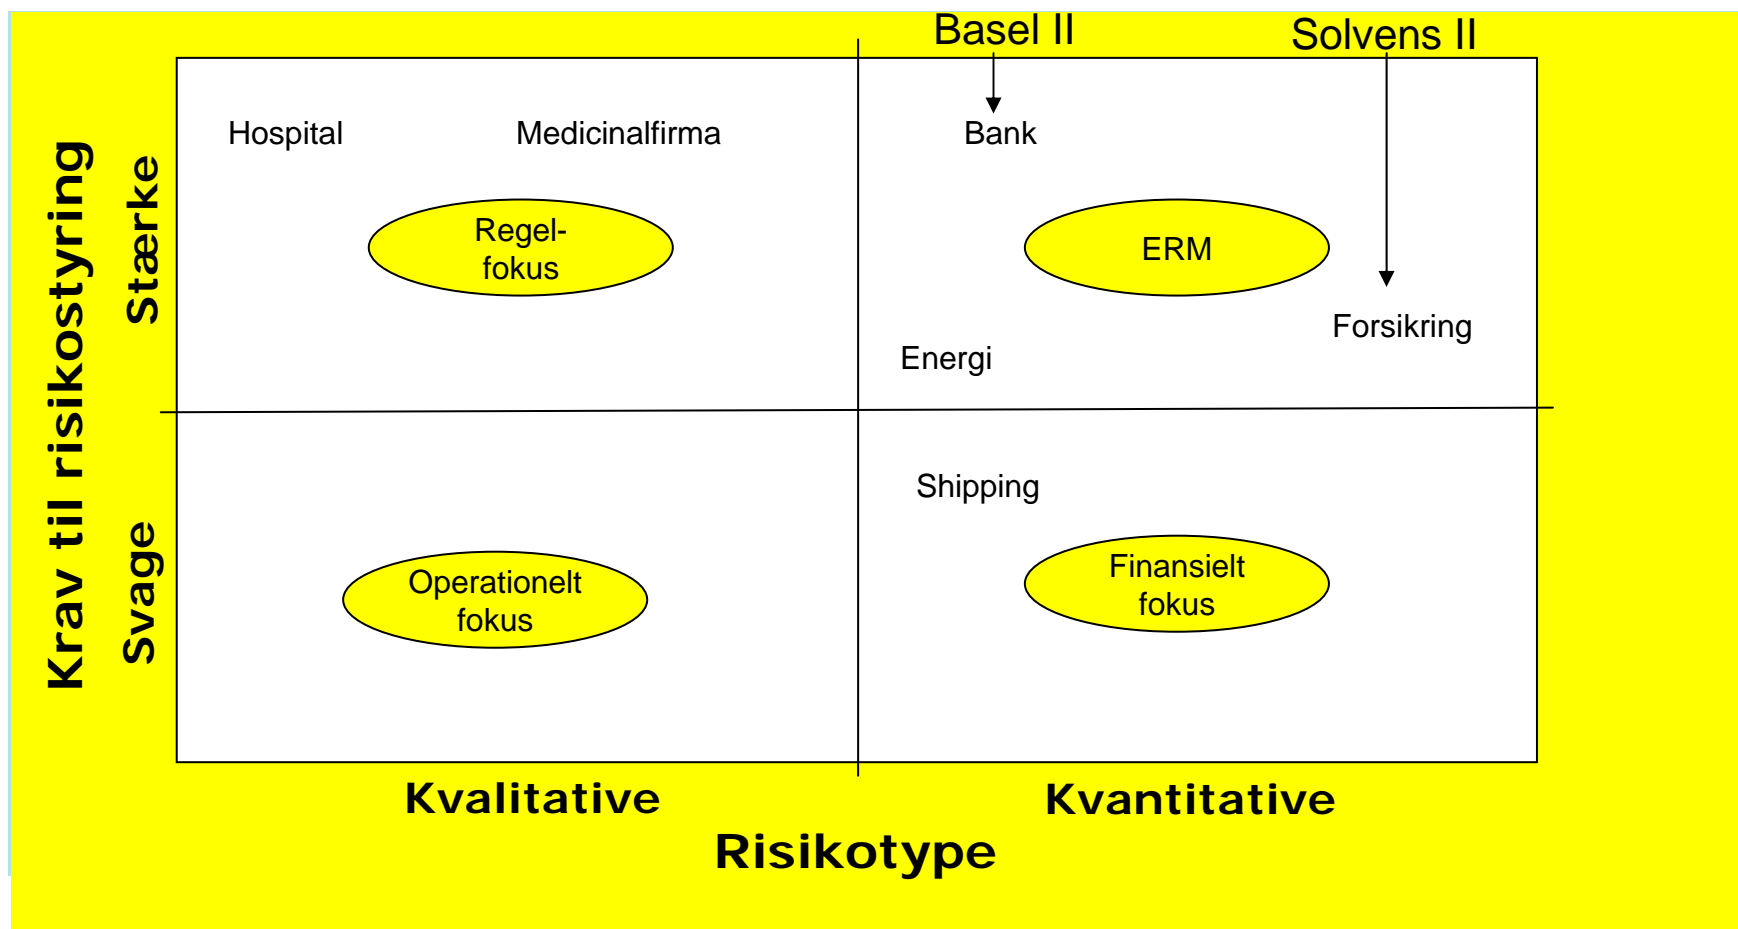 Basel II
Solvens II
Krav til risikostyring
Stærke
Svage
Hospital
Medicinalfirma
Bank
Regel-
fokus
ERM
Forsikring
Energi
Shipping
Operationelt
fokus
Finansielt
fokus
Kvalitative
Kvantitative
Risikotype